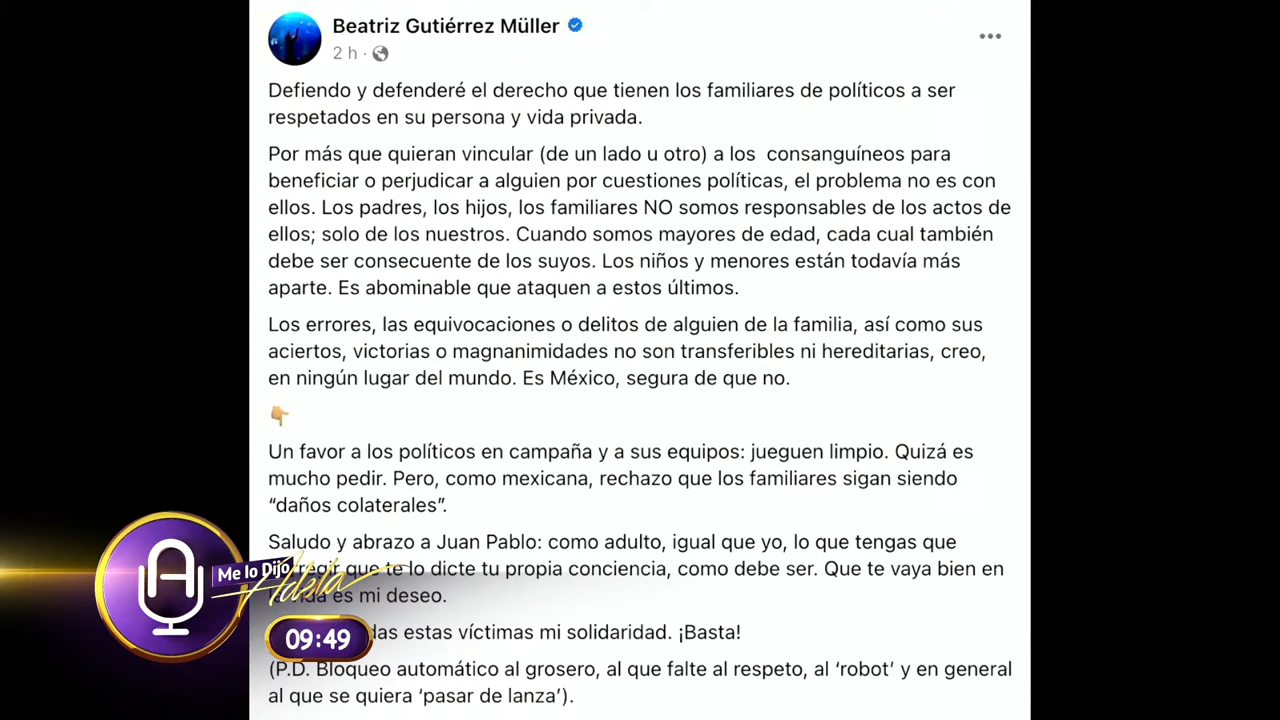 Beatriz Gutiérrez Müller
2 h ·
Defiendo y defenderé el derecho que tienen los familiares de políticos a ser
respetados en su persona y vida privada.
Por más que quieran vincular (de un lado u otro) a los consanguíneos para
beneficiar o perjudicar a alguien por cuestiones políticas, el problema no es con
ellos. Los padres, los hijos, los familiares NO somos responsables de los actos de
ellos; solo de los nuestros. Cuando somos mayores de edad, cada cual también
debe ser consecuente de los suyos. Los niños y menores están todavía más
aparte. Es abominable que ataquen a estos últimos.
Los errores, las equivocaciones o delitos de alguien de la familia, así como sus
aciertos, victorias o magnanimidades no son transferibles ni hereditarias, creo,
en ningún lugar del mundo. Es México, segura de que no.
👇🏼
Un favor a los políticos en campaña y a sus equipos: jueguen limpio. Quizá es
mucho pedir. Pero, como mexicana, rechazo que los familiares sigan siendo
“daños colaterales”.
Saludo y abrazo a Juan Pablo: como adulto, igual que yo, lo que tengas que
que te lo dicte tu propia conciencia, como debe ser. Que te vaya bien en
es mi deseo.
estas víctimas mi solidaridad. ¡Basta!
(P.D. Bloqueo automático al grosero, al que falte al respeto, al ‘robot’ y en general
al que se quiera ‘pasar de lanza’).
Me lo Dijo
Adela
09:49